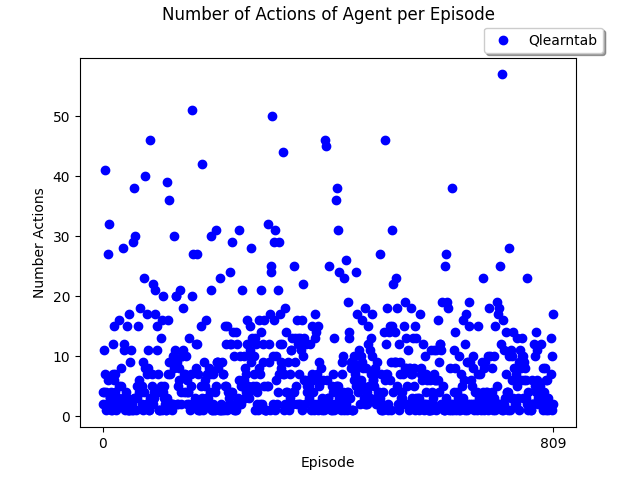 Number of Actions of Agent per Episode
Qlearntab
50
40
30
20
10
0
Number Actions
0 809
Episode